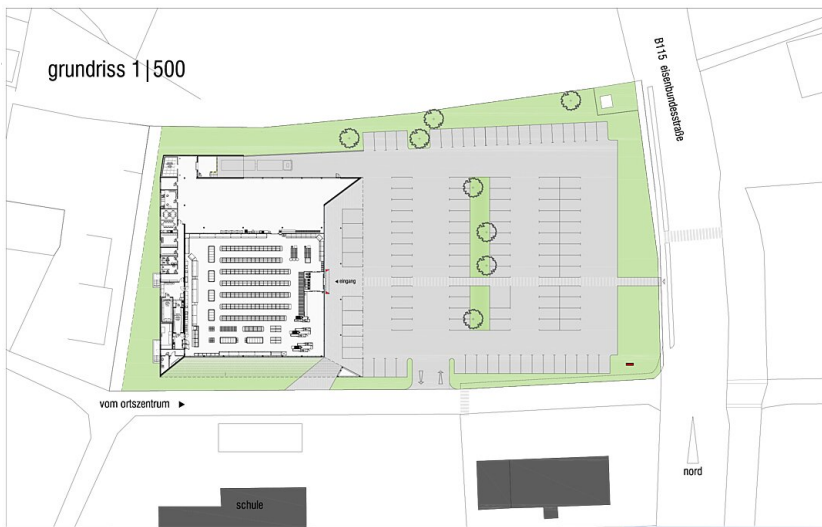 grundriss 1|500
B115 eisenbundesstraße
eingang
vom ortszentrum
nord
schule